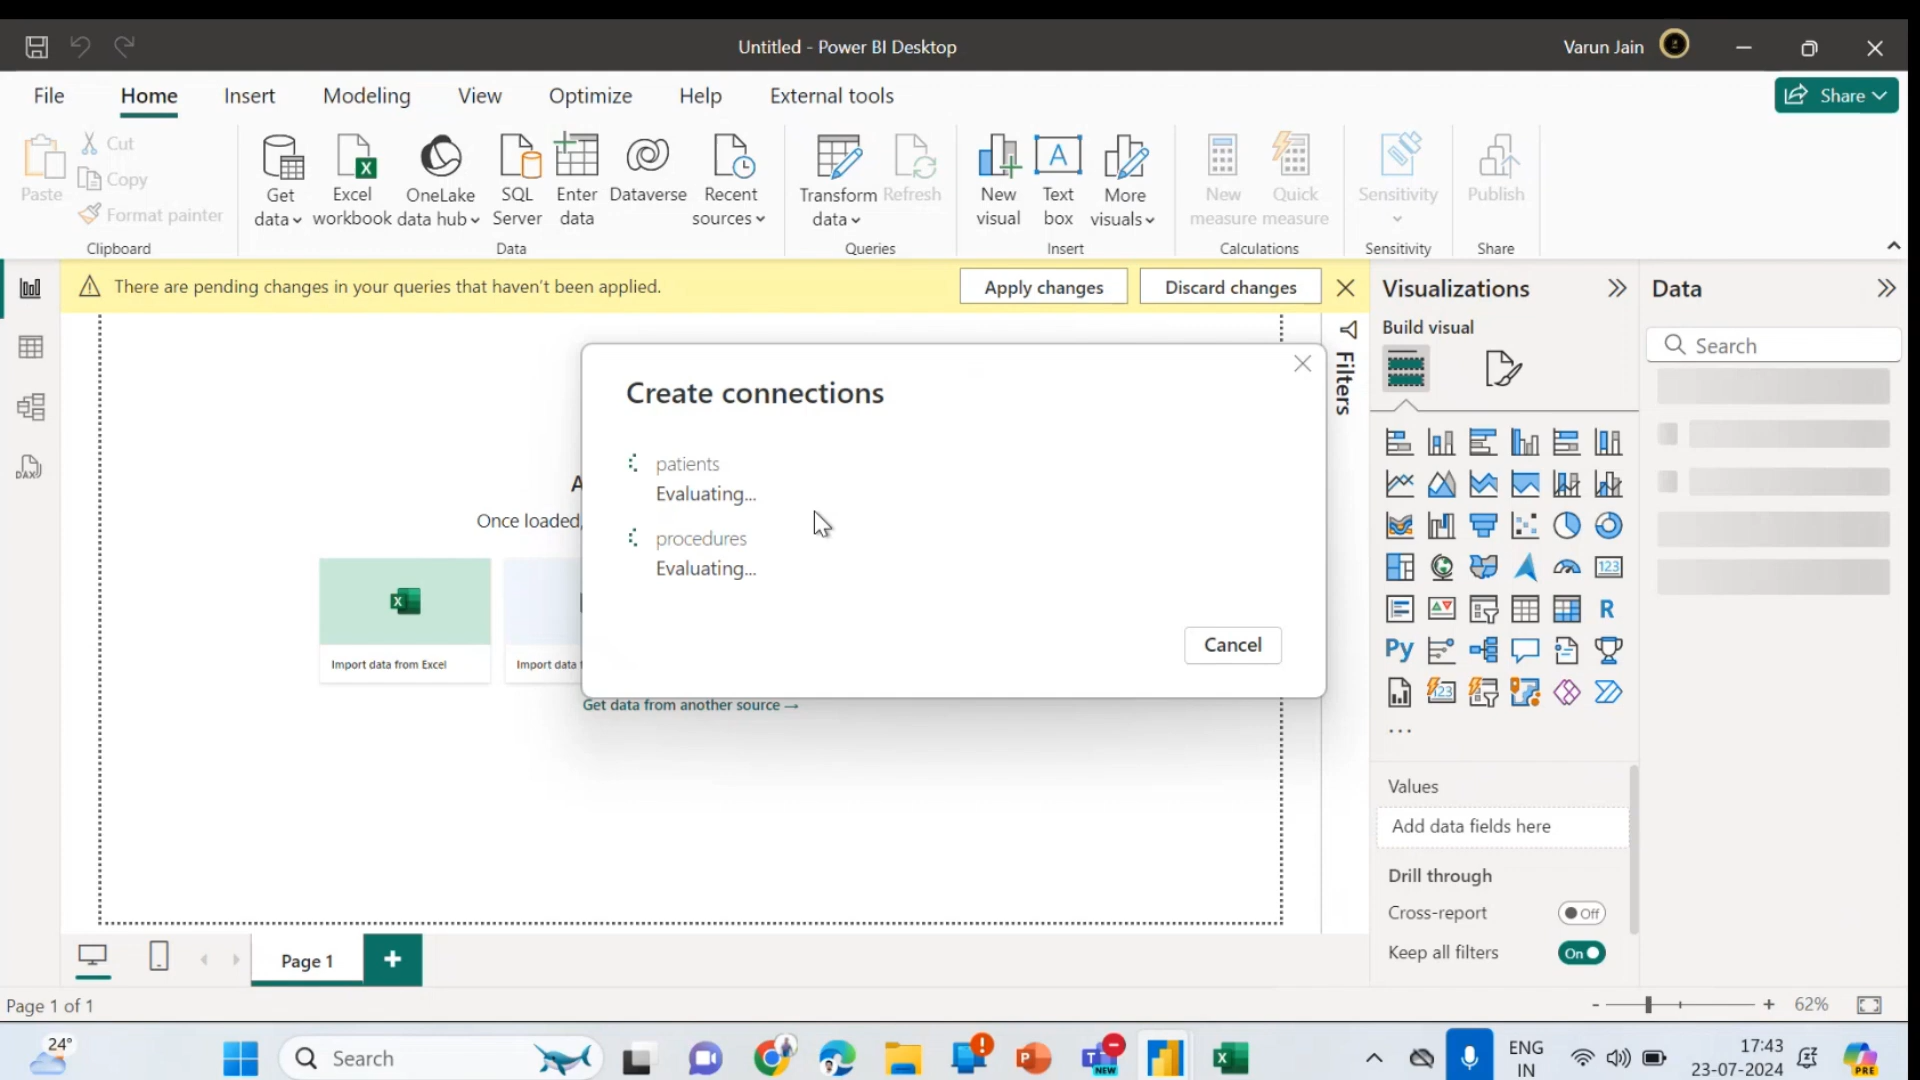 Untitled - Power BI Desktop
Varun Jain
File
Home
Insert
Modeling
View
Optimize
Help
External tools
Share
Paste
Cut
Copy
Format painter
Clipboard
Get data
Excel workbook
OneLake data hub
SQL Server
Enter data
Dataverse
Recent sources
Data
Transform data
Refresh
Queries
New visual
Text box
More visuals
Insert
New measure
Quick measure
Calculations
Sensitivity
Sensitivity
Publish
Share
There are pending changes in your queries that haven't been applied.
Apply changes
Discard changes
Create connections
patients
Evaluating...
procedures
Evaluating...
Cancel
A
Once loaded,
Import data from Excel
Import data
Get data from another source →
Filters
Visualizations
Build visual
Values
Add data fields here
Drill through
Cross-report
Off
Keep all filters
On
Data
Search
DAX
123
R
Py
123
Page 1
Page 1 of 1
- + 62%
24°
Search
P
T
NEW
X
ENG
IN
17:43
23-07-2024
PRE